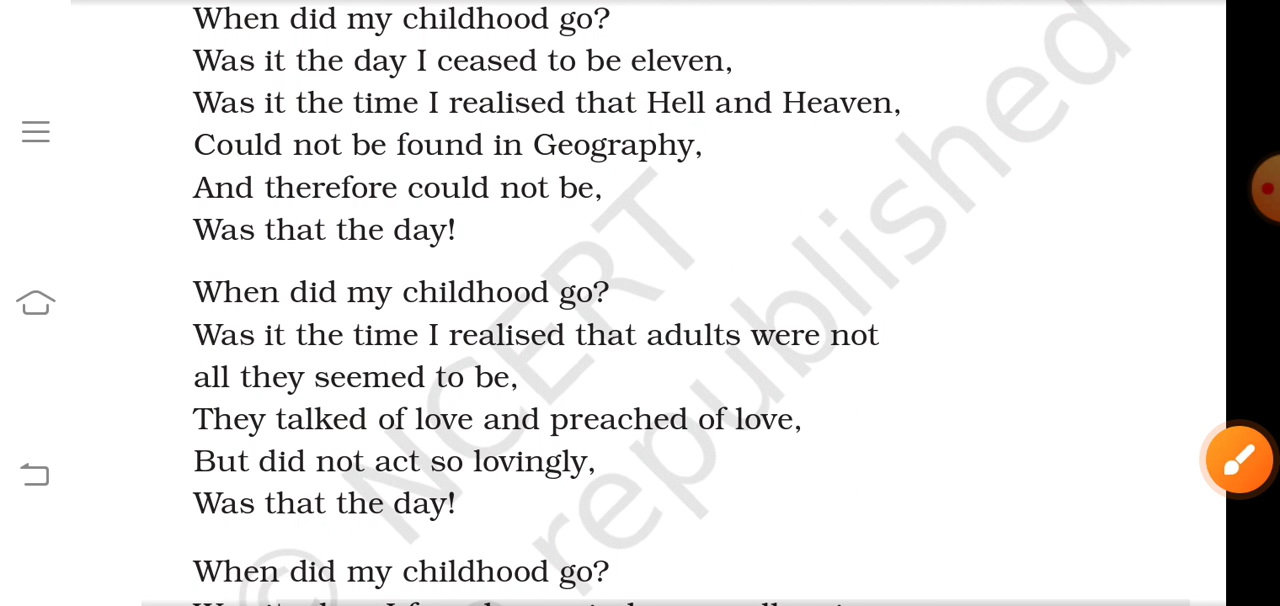 When did my childhood go?
Was it the day I ceased to be eleven,
Was it the time I realised that Hell and Heaven,
Could not be found in Geography,
And therefore could not be,
Was that the day!
When did my childhood go?
Was it the time I realised that adults were not
all they seemed to be,
They talked of love and preached of love,
But did not act so lovingly,
Was that the day!
When did my childhood go?
© NCERT
republished